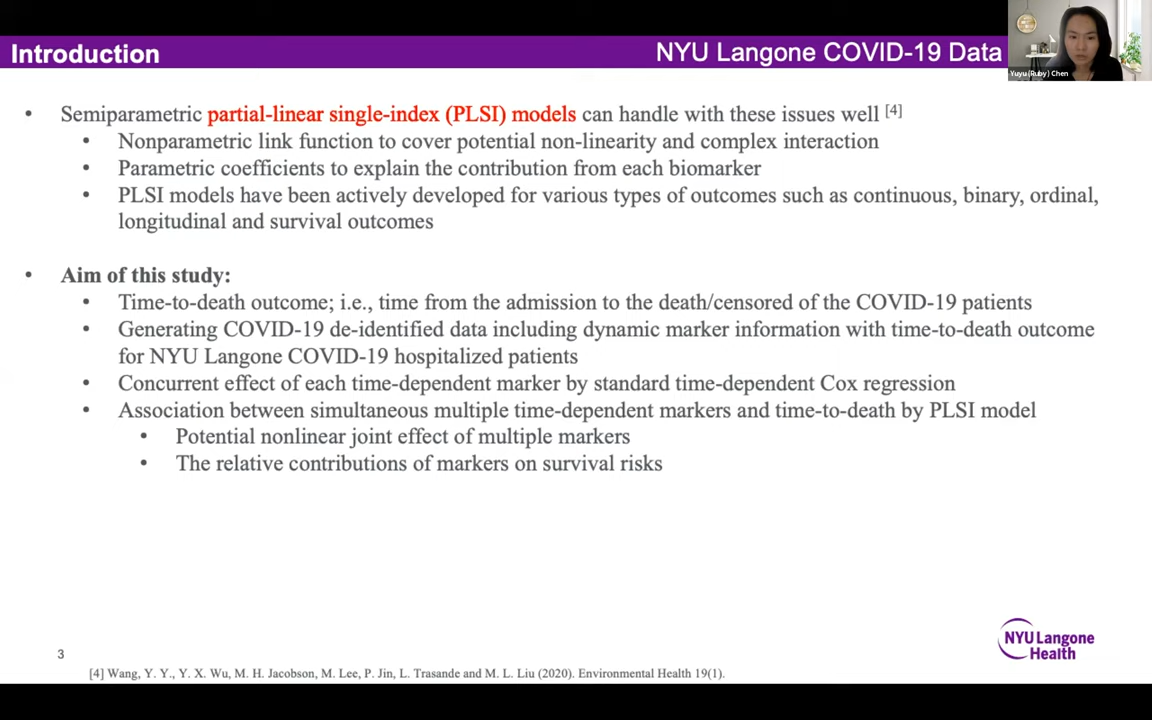 Introduction
NYU Langone COVID-19 Data
Yuyu (Ruby) Chen
• Semiparametric partial-linear single-index (PLSI) models can handle with these issues well [4]
• Nonparametric link function to cover potential non-linearity and complex interaction
• Parametric coefficients to explain the contribution from each biomarker
• PLSI models have been actively developed for various types of outcomes such as continuous, binary, ordinal,
longitudinal and survival outcomes
• Aim of this study:
• Time-to-death outcome; i.e., time from the admission to the death/censored of the COVID-19 patients
• Generating COVID-19 de-identified data including dynamic marker information with time-to-death outcome
for NYU Langone COVID-19 hospitalized patients
• Concurrent effect of each time-dependent marker by standard time-dependent Cox regression
• Association between simultaneous multiple time-dependent markers and time-to-death by PLSI model
• Potential nonlinear joint effect of multiple markers
• The relative contributions of markers on survival risks
NYU Langone
Health
3
[4] Wang, Y. Y., Y. X. Wu, M. H. Jacobson, M. Lee, P. Jin, L. Trasande and M. L. Liu (2020). Environmental Health 19(1).